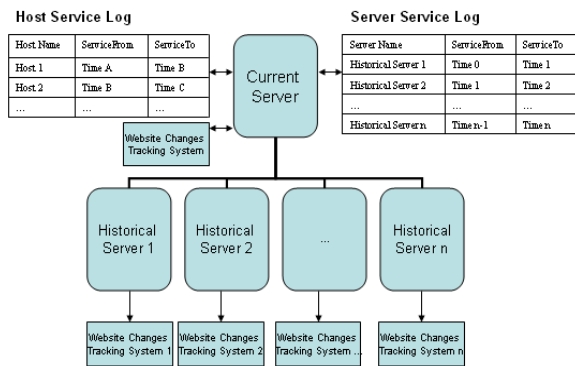 Host Service Log
Host Name ServiceFrom ServiceTo
Host 1 Time A Time B
Host 2 Time B Time C
... ... ...
Server Service Log
Server Name ServiceFrom ServiceTo
Historical Server 1 Time 0 Time 1
Historical Server 2 Time 1 Time 2
... ... ...
Historical Server n Time n-1 Time n
Current
Server
Website Changes
Tracking System
Historical
Server 1
Historical
Server 2
...
Historical
Server n
Website Changes
Tracking System 1
Website Changes
Tracking System 2
Website Changes
Tracking System ...
Website Changes
Tracking System n